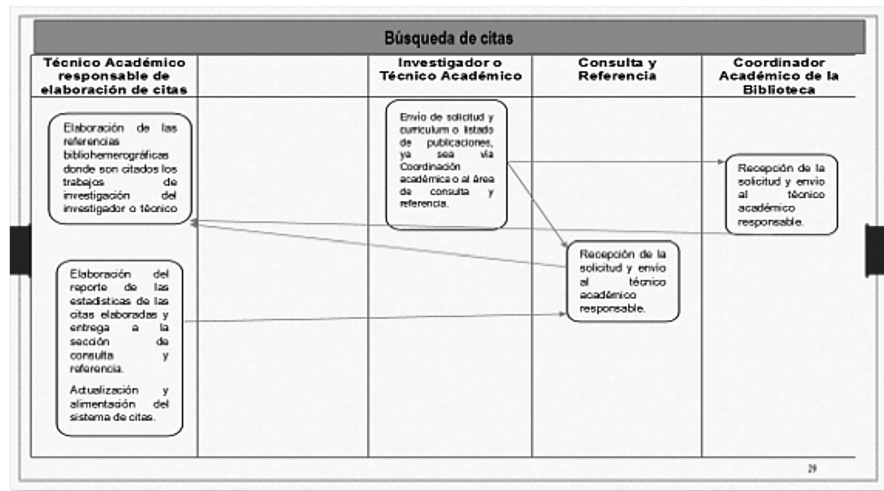 Búsqueda de citas
Técnico Académico
responsable de
elaboración de citas
Investigador o
Técnico Académico
Consulta y
Referencia
Coordinador
Académico de la
Biblioteca
Elaboración de las
referencias
bibliohemerográficas
donde son citados los
trabajos de
investigación del
investigador o técnico
Envío de solicitud y
curriculum o listado
de publicaciones,
ya sea vía
Coordinación
académica o al área
de consulta y
referencia.
Recepción de la
solicitud y envío
al técnico
académico
responsable.
Recepción de la
solicitud y envío
al técnico
académico
responsable.
Elaboración del
reporte de las
estadísticas de las
citas elaboradas y
entrega a la
sección de
consulta y
referencia.
Actualización y
alimentación del
sistema de citas.
29